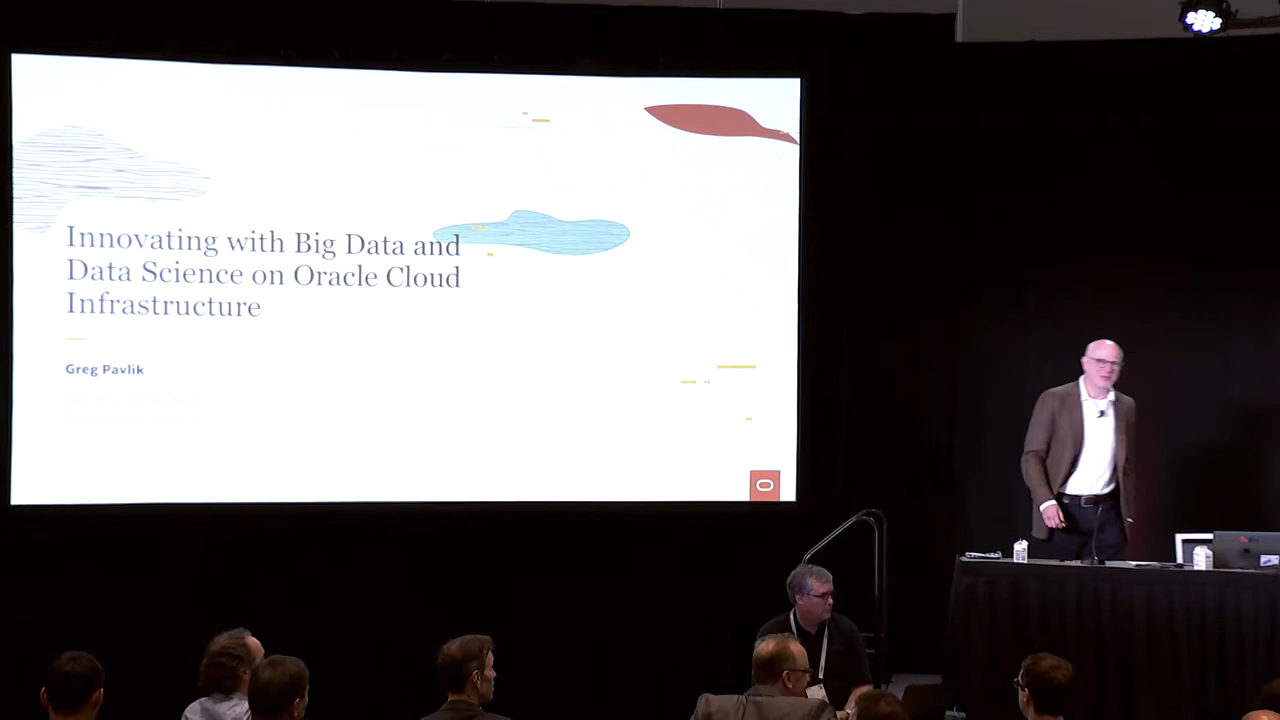 Innovating with Big Data and
Data Science on Oracle Cloud
Infrastructure
Greg Pavlik